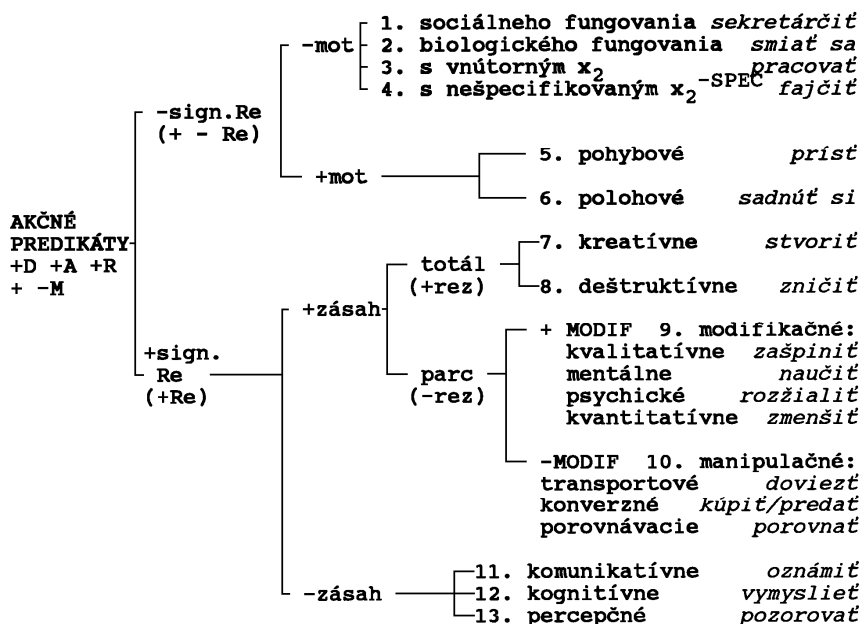 1. sociálneho fungovania sekretárčiť
-mot 2. biologického fungovania smiať sa
3. s vnútorným x2 pracovať
4. s nešpecifikovaným x2 -SPEC fajčiť
-sign.Re
(+ - Re)
5. pohybové prísť
+mot
6. polohové sadnúť si
AKČNÉ
PREDIKÁTY
+D +A +R
+ -M
7. kreatívne stvoriť
totál
(+rez)
8. deštruktívne zničiť
+zásah
+ MODIF 9. modifikačné:
kvalitatívne zašpiniť
mentálne naučiť
psychické rozžialiť
kvantitatívne zmenšiť
+sign.
Re
(+Re)
parc
(-rez)
-MODIF 10. manipulačné:
transportové doviezť
konverzné kúpiť/predať
porovnávacie porovnať
11. komunikatívne oznámiť
-zásah 12. kognitívne vymyslieť
13. percepčné pozorovať